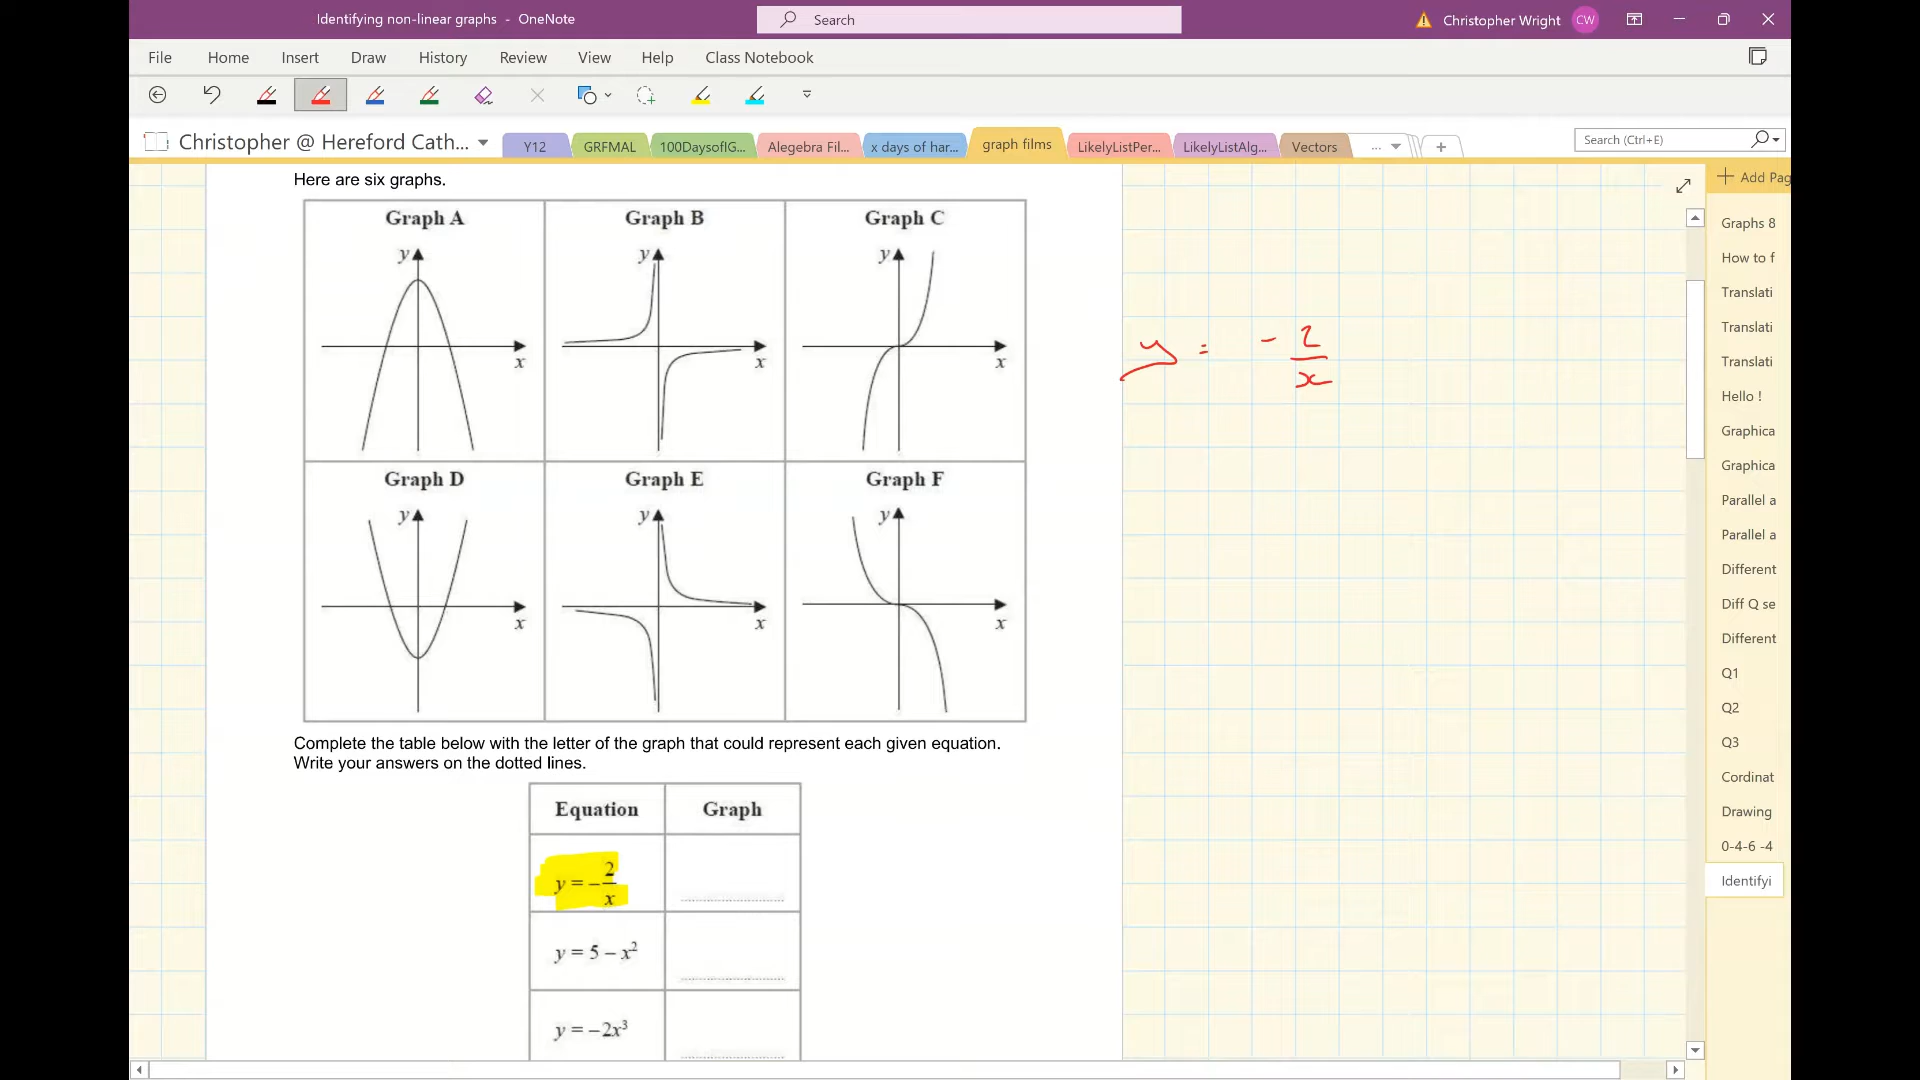 Identifying non-linear graphs - OneNote
Search
Christopher Wright
CW
File Home Insert Draw History Review View Help Class Notebook
Christopher @ Hereford Cath...
Y12
GRFMAL
100DaysofIG...
Alegebra Fil...
x days of har...
graph films
LikelyListPer...
LikelyListAlg...
Vectors
...
Search (Ctrl+E)
Add Pag
Here are six graphs.
Graph A Graph B Graph C
y y y
x x x
Graph D Graph E Graph F
y y y
x x x
y = - 2/x
Complete the table below with the letter of the graph that could represent each given equation.
Write your answers on the dotted lines.
Equation Graph
y = - 2/x
y = 5 – x²
y = –2x³
Graphs 8
How to f
Translati
Translati
Translati
Hello !
Graphica
Graphica
Parallel a
Parallel a
Different
Diff Q se
Different
Q1
Q2
Q3
Cordinat
Drawing
0-4-6 -4
Identifyi